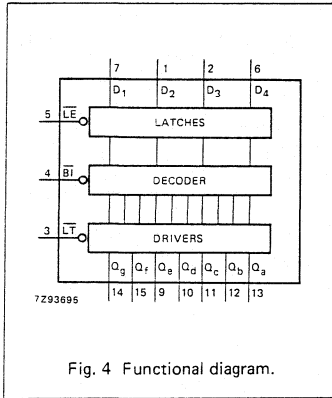 7 1 2 6
D1 D2 D3 D4
5 LE
LATCHES
4 BI
DECODER
3 LT
DRIVERS
Qg Qf Qe Qd Qc Qb Qa
7Z93695
14 15 9 10 11 12 13
Fig. 4 Functional diagram.